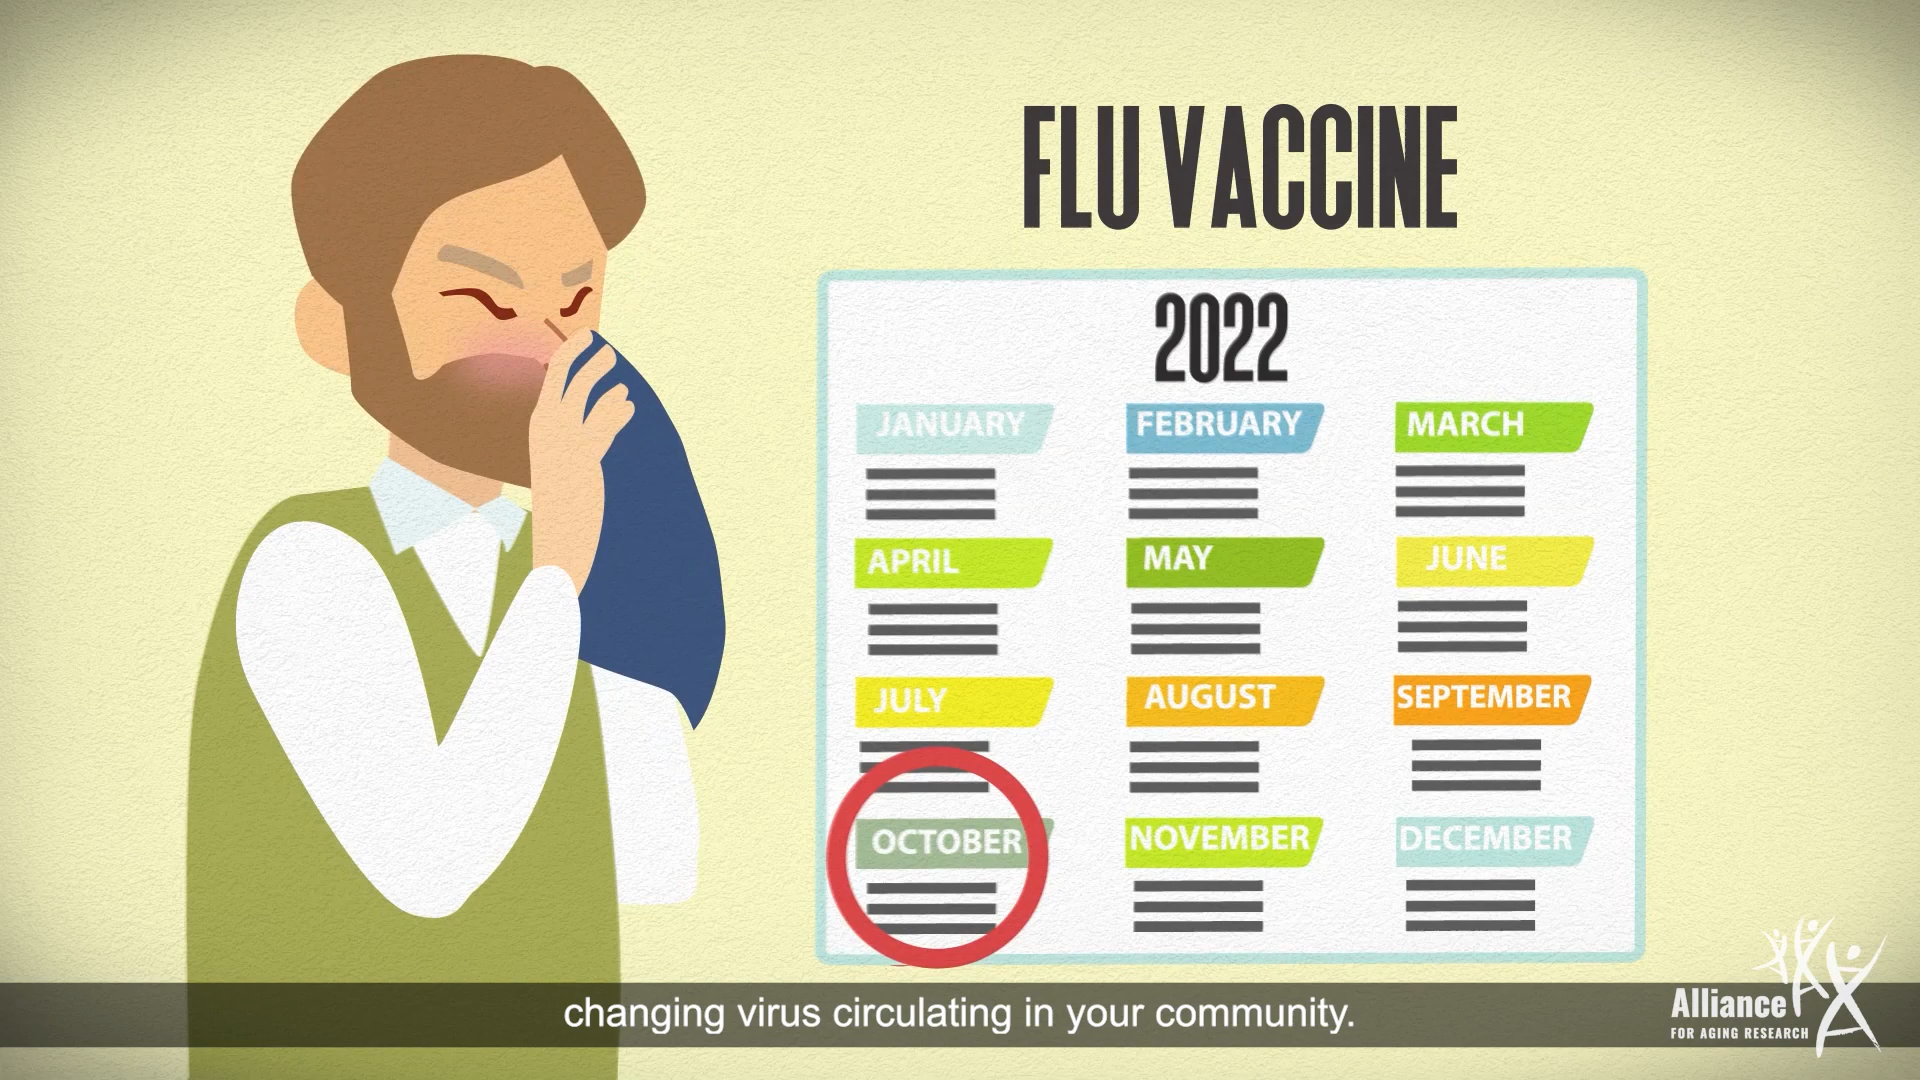 FLU VACCINE
2022
JANUARY
FEBRUARY
MARCH
APRIL
MAY
JUNE
JULY
AUGUST
SEPTEMBER
OCTOBER
NOVEMBER
DECEMBER
changing virus circulating in your community.
Alliance
FOR AGING RESEARCH